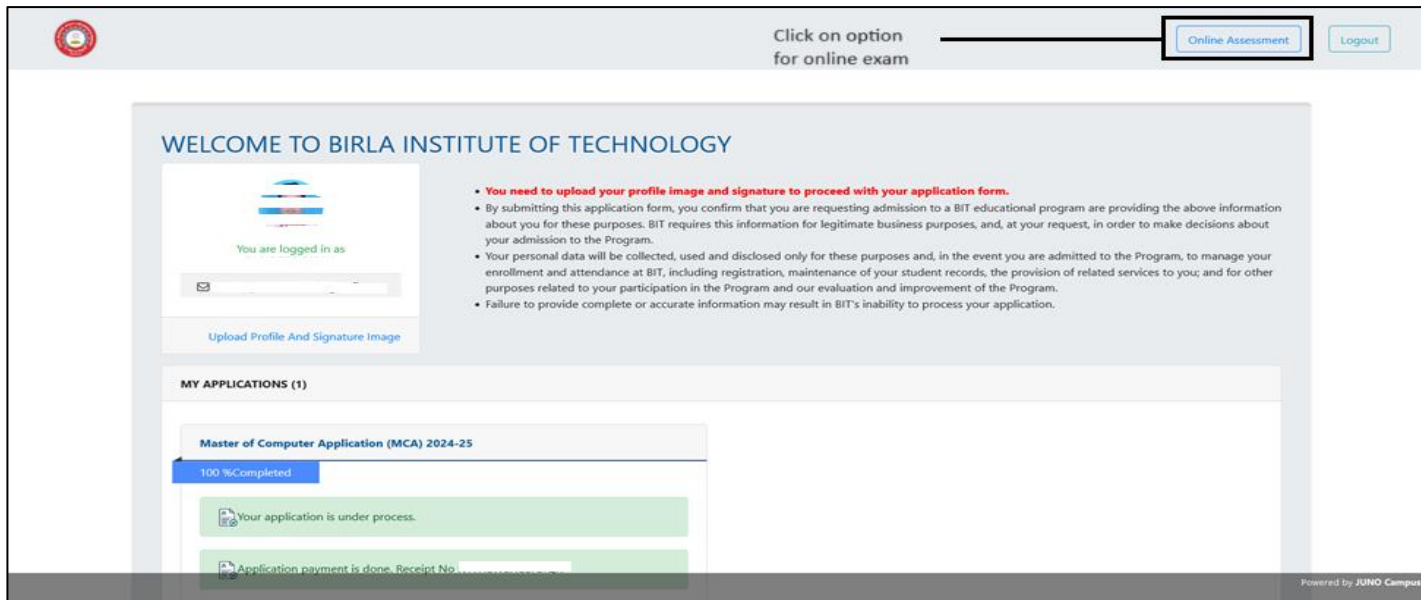 Click on option
for online exam
Online Assessment
Logout
WELCOME TO BIRLA INSTITUTE OF TECHNOLOGY
You are logged in as
Upload Profile And Signature Image
• You need to upload your profile image and signature to proceed with your application form.
• By submitting this application form, you confirm that you are requesting admission to a BIT educational program are providing the above information
about you for these purposes. BIT requires this information for legitimate business purposes, and, at your request, in order to make decisions about
your admission to the Program.
• Your personal data will be collected, used and disclosed only for these purposes and, in the event you are admitted to the Program, to manage your
enrollment and attendance at BIT, including registration, maintenance of your student records, the provision of related services to you; and for other
purposes related to your participation in the Program and our evaluation and improvement of the Program.
• Failure to provide complete or accurate information may result in BIT's inability to process your application.
MY APPLICATIONS (1)
Master of Computer Application (MCA) 2024-25
100 %Completed
Your application is under process.
Application payment is done. Receipt No
Powered by JUNO Campus